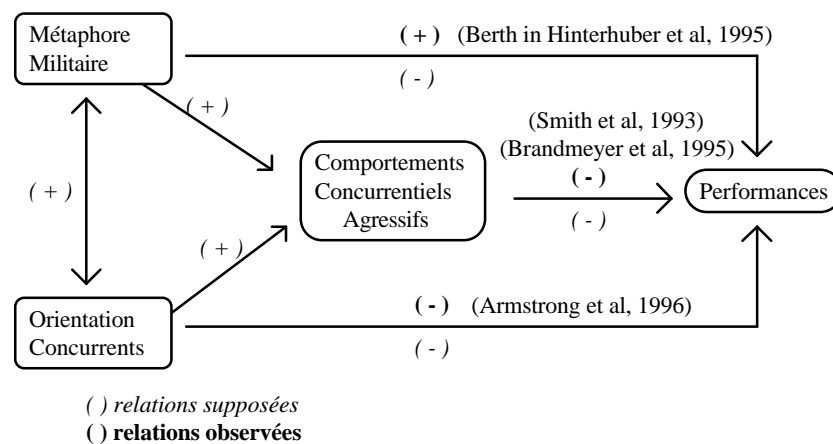 Métaphore
Militaire
( + ) (Berth in Hinterhuber et al, 1995)
( - )
( + )
(Smith et al, 1993)
(Brandmeyer et al, 1995)
( - )
( - )
Comportements
Concurrentiels
Agressifs
Performances
( + )
( + )
Orientation
Concurrents
( - ) (Armstrong et al, 1996)
( - )
( ) relations supposées
( ) relations observées